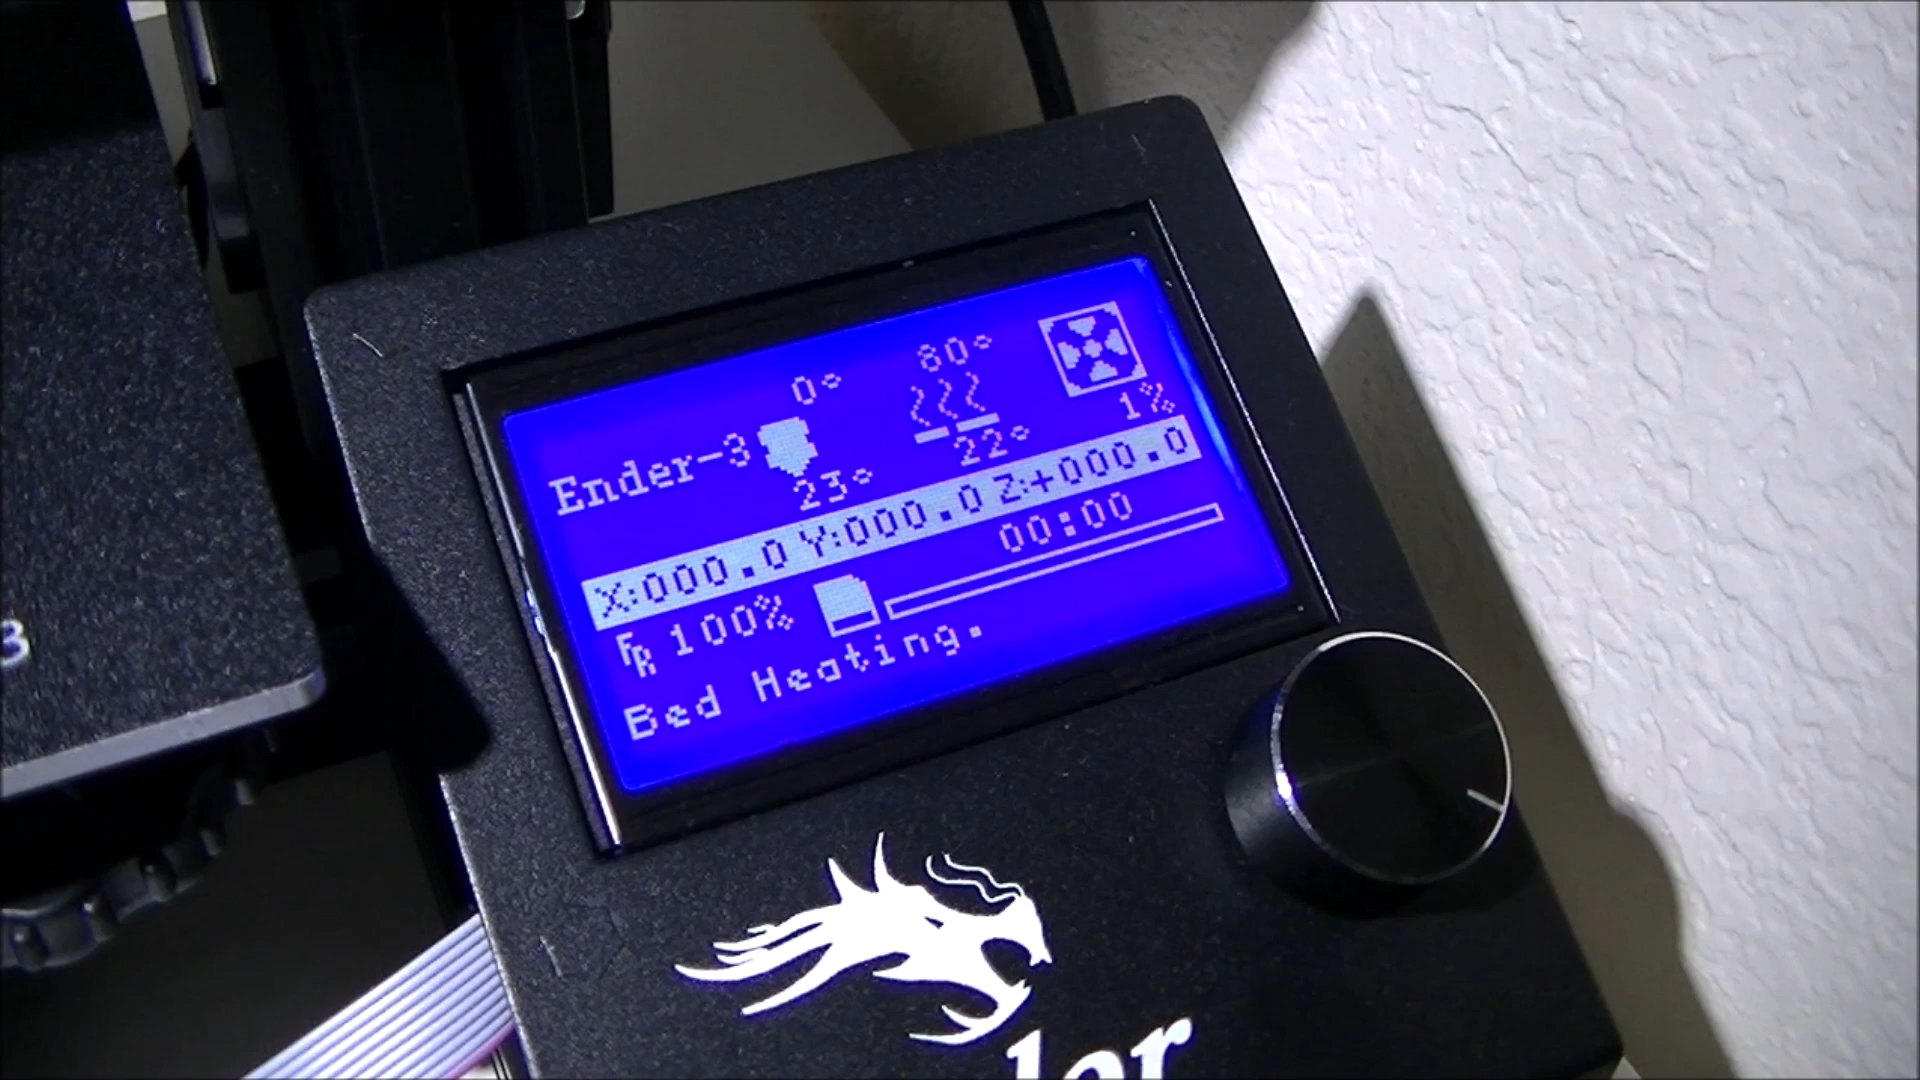 0° 80°
Ender-3
23° 22° 1%
X:000.0 Y:000.0 Z:+000.0
00:00
FR 100%
Bed Heating.
3